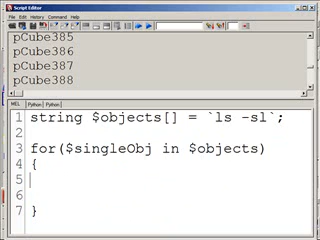 Script Editor
File Edit History Command Help
pCube385
pCube386
pCube387
pCube388
MEL Python Python
1 string $objects[] = `ls -sl`;
2
3 for($singleObj in $objects)
4 {
5
6
7 }